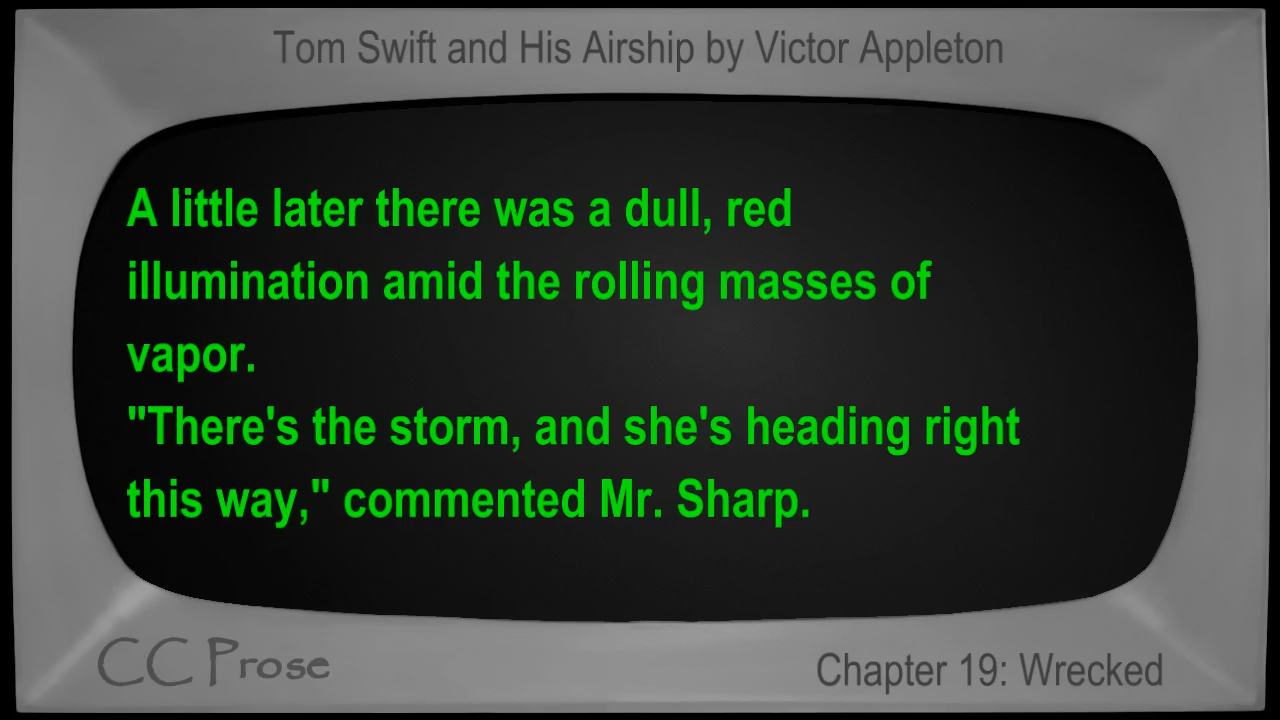 Tom Swift and His Airship by Victor Appleton
A little later there was a dull, red
illumination amid the rolling masses of
vapor.
"There's the storm, and she's heading right
this way," commented Mr. Sharp.
CC Prose
Chapter 19: Wrecked